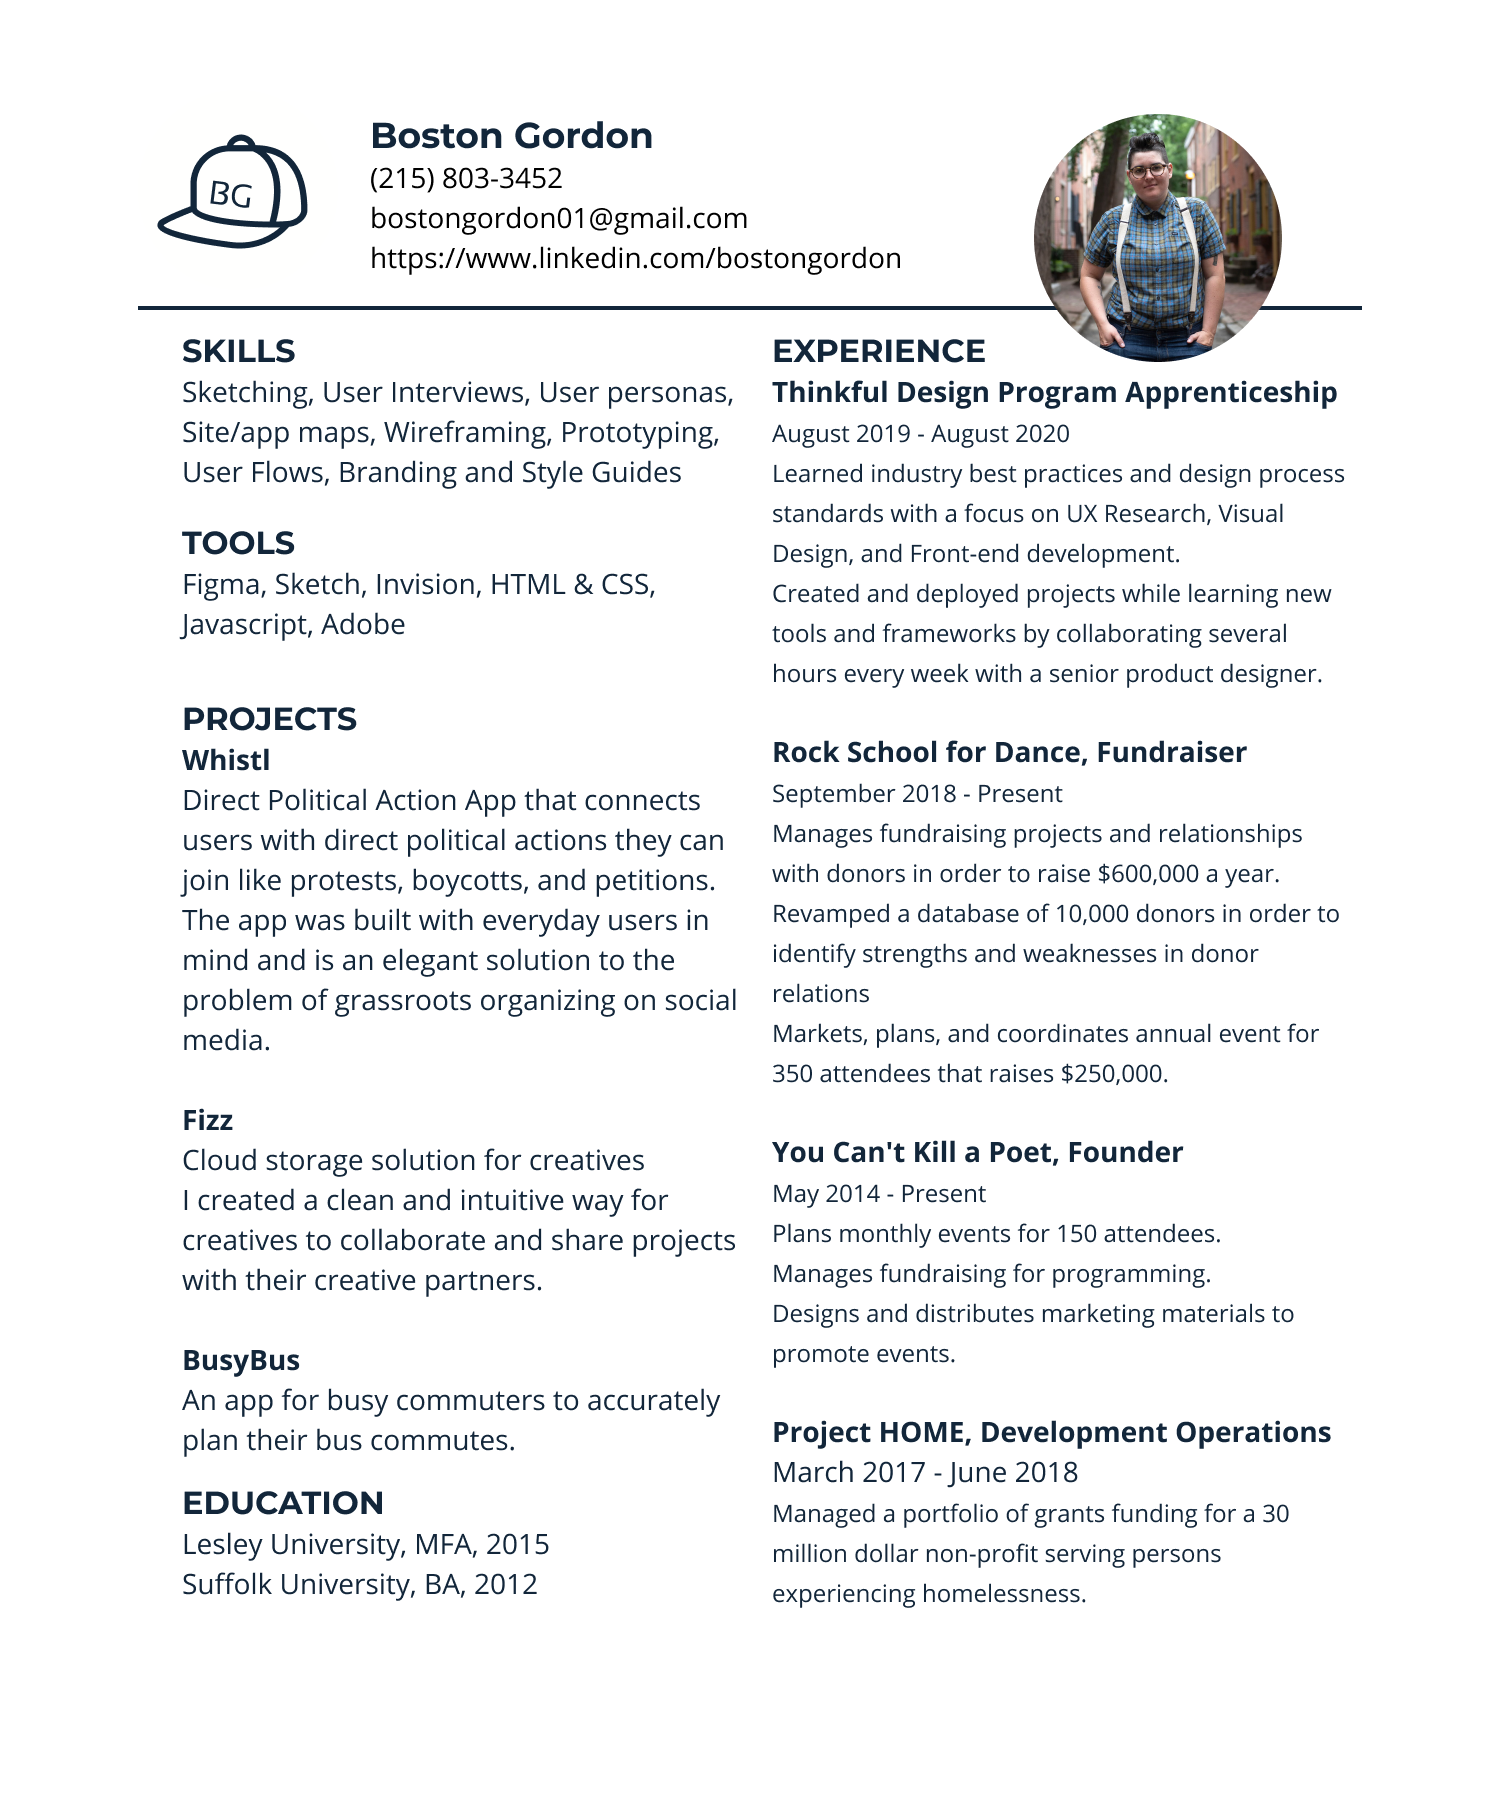 BG
Boston Gordon
(215) 803-3452
bostongordon01@gmail.com
https://www.linkedin.com/bostongordon
SKILLS
Sketching, User Interviews, User personas,
Site/app maps, Wireframing, Prototyping,
User Flows, Branding and Style Guides
TOOLS
Figma, Sketch, Invision, HTML & CSS,
Javascript, Adobe
PROJECTS
Whistl
Direct Political Action App that connects
users with direct political actions they can
join like protests, boycotts, and petitions.
The app was built with everyday users in
mind and is an elegant solution to the
problem of grassroots organizing on social
media.
Fizz
Cloud storage solution for creatives
I created a clean and intuitive way for
creatives to collaborate and share projects
with their creative partners.
BusyBus
An app for busy commuters to accurately
plan their bus commutes.
EDUCATION
Lesley University, MFA, 2015
Suffolk University, BA, 2012
EXPERIENCE
Thinkful Design Program Apprenticeship
August 2019 - August 2020
Learned industry best practices and design process
standards with a focus on UX Research, Visual
Design, and Front-end development.
Created and deployed projects while learning new
tools and frameworks by collaborating several
hours every week with a senior product designer.
Rock School for Dance, Fundraiser
September 2018 - Present
Manages fundraising projects and relationships
with donors in order to raise $600,000 a year.
Revamped a database of 10,000 donors in order to
identify strengths and weaknesses in donor
relations
Markets, plans, and coordinates annual event for
350 attendees that raises $250,000.
You Can't Kill a Poet, Founder
May 2014 - Present
Plans monthly events for 150 attendees.
Manages fundraising for programming.
Designs and distributes marketing materials to
promote events.
Project HOME, Development Operations
March 2017 - June 2018
Managed a portfolio of grants funding for a 30
million dollar non-profit serving persons
experiencing homelessness.